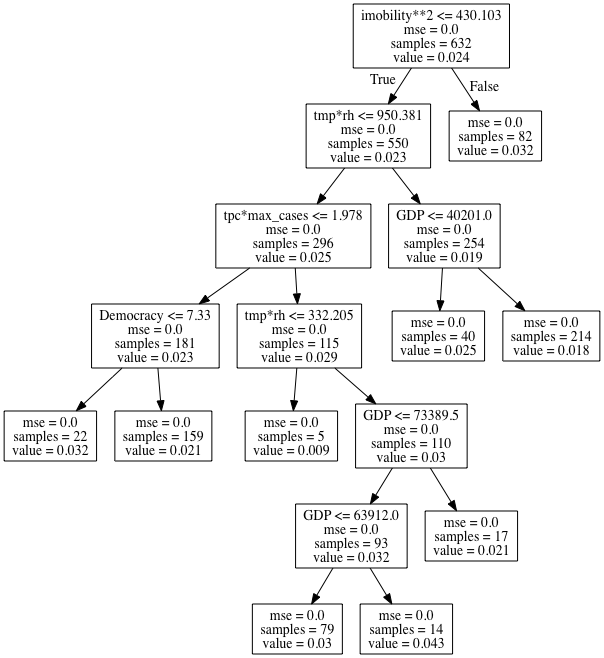 imobility**2 <= 430.103
mse = 0.0
samples = 632
value = 0.024
True
False
tmp*rh <= 950.381
mse = 0.0
samples = 550
value = 0.023
mse = 0.0
samples = 82
value = 0.032
tpc*max_cases <= 1.978
mse = 0.0
samples = 296
value = 0.025
GDP <= 40201.0
mse = 0.0
samples = 254
value = 0.019
Democracy <= 7.33
mse = 0.0
samples = 181
value = 0.023
tmp*rh <= 332.205
mse = 0.0
samples = 115
value = 0.029
mse = 0.0
samples = 40
value = 0.025
mse = 0.0
samples = 214
value = 0.018
mse = 0.0
samples = 22
value = 0.032
mse = 0.0
samples = 159
value = 0.021
mse = 0.0
samples = 5
value = 0.009
GDP <= 73389.5
mse = 0.0
samples = 110
value = 0.03
GDP <= 63912.0
mse = 0.0
samples = 93
value = 0.032
mse = 0.0
samples = 17
value = 0.021
mse = 0.0
samples = 79
value = 0.03
mse = 0.0
samples = 14
value = 0.043